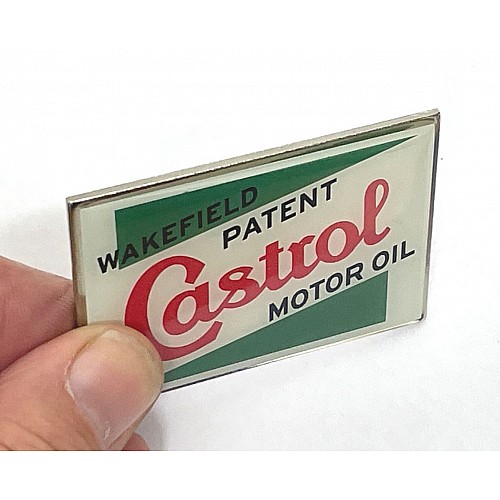 WAKEFIELD
PATENT
Castrol
MOTOR OIL